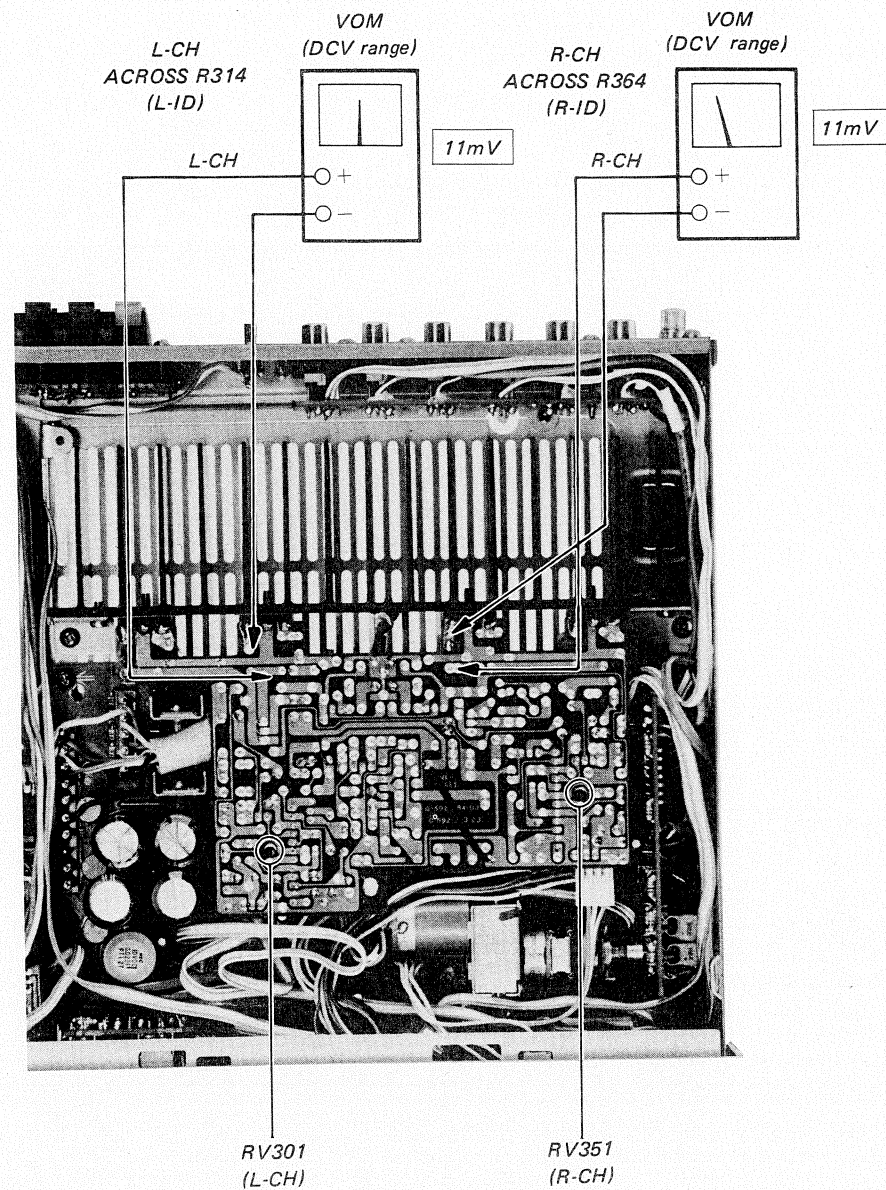 L-CH
ACROSS R314
(L-ID)
VOM
(DCV range)
11mV
L-CH
+
−
R-CH
ACROSS R364
(R-ID)
VOM
(DCV range)
11mV
R-CH
+
−
RV301
(L-CH)
RV351
(R-CH)